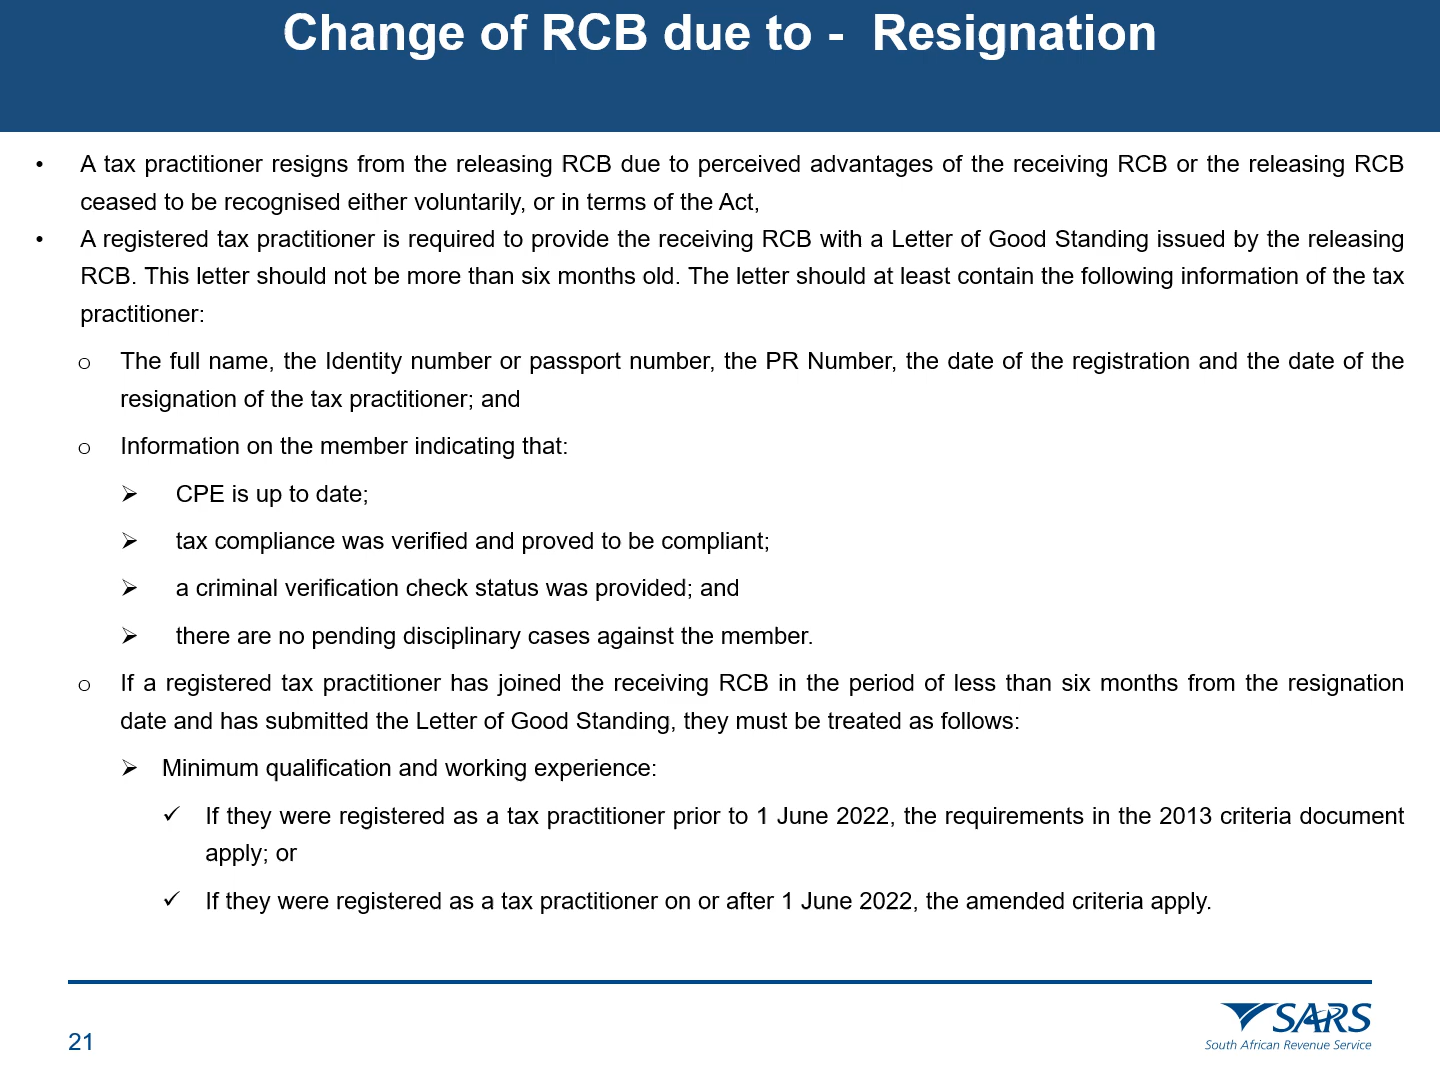 Change of RCB due to -  Resignation
• A tax practitioner resigns from the releasing RCB due to perceived advantages of the receiving RCB or the releasing RCB
ceased to be recognised either voluntarily, or in terms of the Act,
• A registered tax practitioner is required to provide the receiving RCB with a Letter of Good Standing issued by the releasing
RCB. This letter should not be more than six months old. The letter should at least contain the following information of the tax
practitioner:
o The full name, the Identity number or passport number, the PR Number, the date of the registration and the date of the
resignation of the tax practitioner; and
o Information on the member indicating that:
➢ CPE is up to date;
➢ tax compliance was verified and proved to be compliant;
➢ a criminal verification check status was provided; and
➢ there are no pending disciplinary cases against the member.
o If a registered tax practitioner has joined the receiving RCB in the period of less than six months from the resignation
date and has submitted the Letter of Good Standing, they must be treated as follows:
➢ Minimum qualification and working experience:
✓ If they were registered as a tax practitioner prior to 1 June 2022, the requirements in the 2013 criteria document
apply; or
✓ If they were registered as a tax practitioner on or after 1 June 2022, the amended criteria apply.
SARS
South African Revenue Service
21